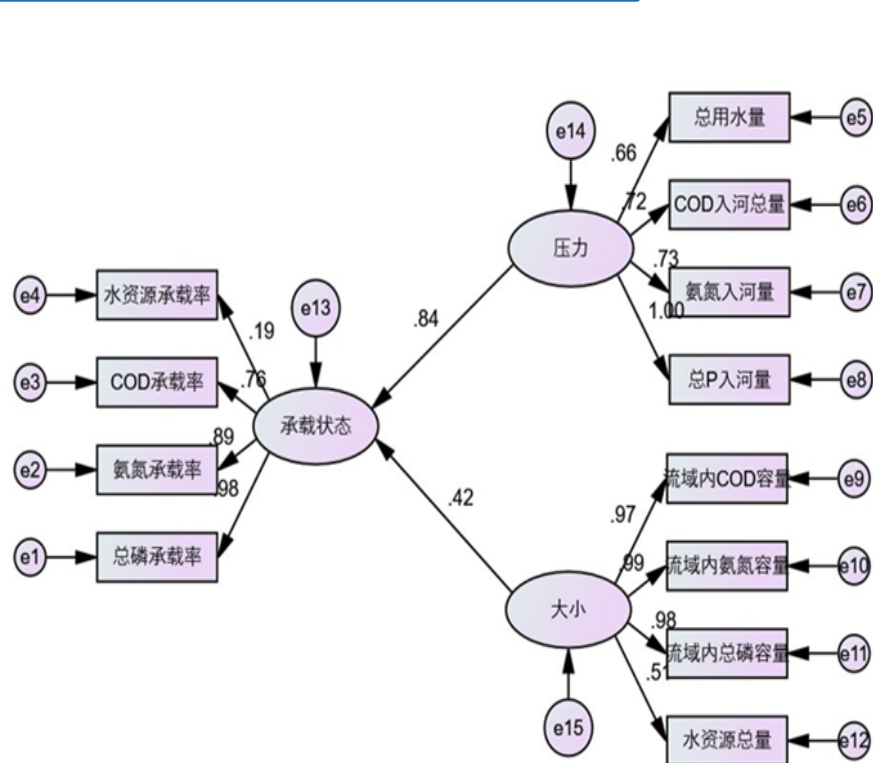 e14
总用水量
e5
.66
.72
COD入河总量
e6
压力
.73
氨氮入河量
e7
1.00
总P入河量
e8
e4
水资源承载率
e13
.19
.84
e3
COD承载率
.76
承载状态
.89
e2
氨氮承载率
.98
e1
总磷承载率
.42
流域内COD容量
e9
.97
.99
流域内氨氮容量
e10
大小
.98
流域内总磷容量
e11
.51
e15
水资源总量
e12